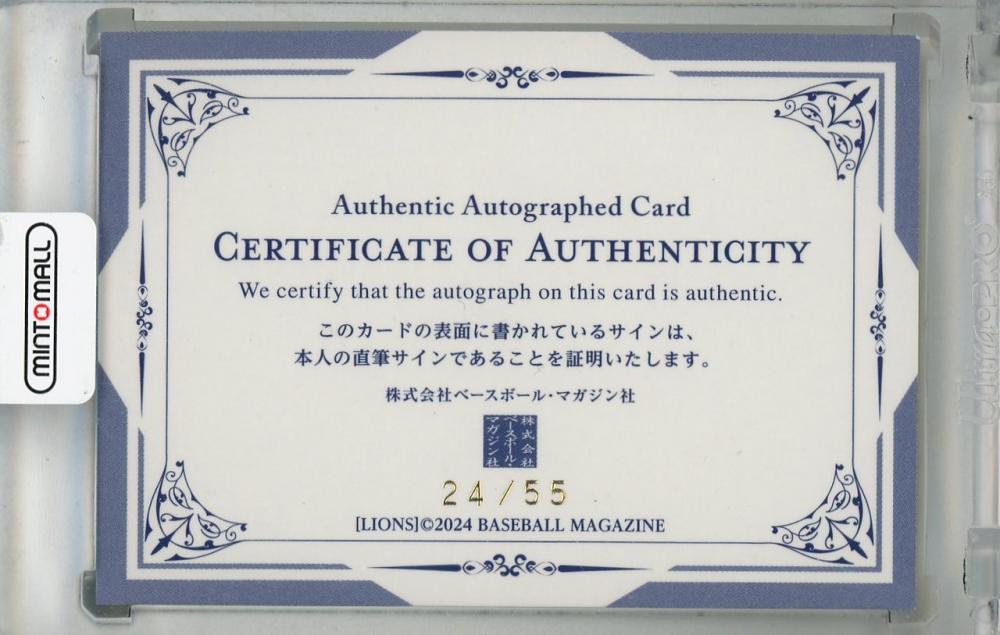 Authentic Autographed Card
CERTIFICATE OF AUTHENTICITY
We certify that the autograph on this card is authentic.
このカードの表面に書かれているサインは、
本人の直筆サインであることを証明いたします。
株式会社ベースボール・マガジン社
株式会社
ベースボール・
マガジン社
24/55
[LIONS]©2024 BASEBALL MAGAZINE
MINTOMALL